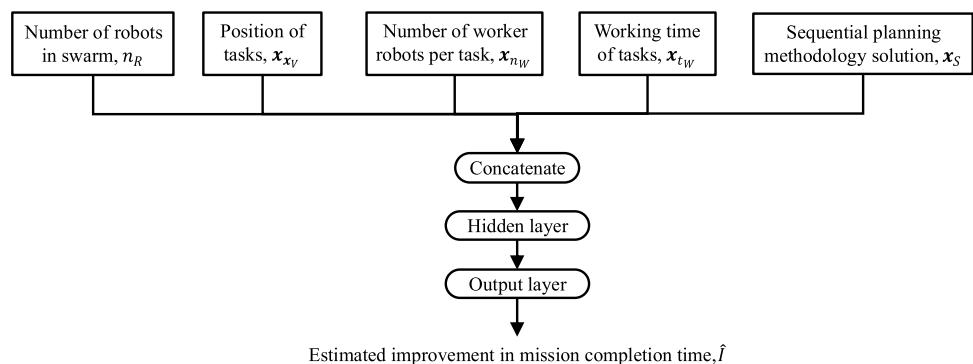 Number of robots
in swarm, n_R
Position of
tasks, x_{x_V}
Number of worker
robots per task, x_{n_W}
Working time
of tasks, x_{t_W}
Sequential planning
methodology solution, x_S
Concatenate
Hidden layer
Output layer
Estimated improvement in mission completion time, Î